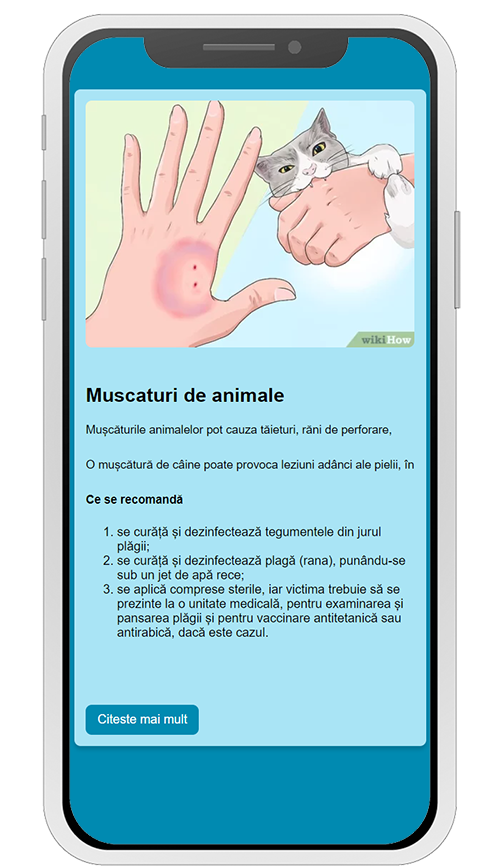 wikiHow
Muscaturi de animale
Mușcăturile animalelor pot cauza tăieturi, răni de perforare,
O mușcătură de câine poate provoca leziuni adânci ale pielii, în
Ce se recomandă
1. se curăță și dezinfectează tegumentele din jurul
plăgii;
2. se curăță și dezinfectează plagă (rana), punându-se
sub un jet de apă rece;
3. se aplică comprese sterile, iar victima trebuie să se
prezinte la o unitate medicală, pentru examinarea și
pansarea plăgii și pentru vaccinare antitetanică sau
antirabică, dacă este cazul.
Citeste mai mult